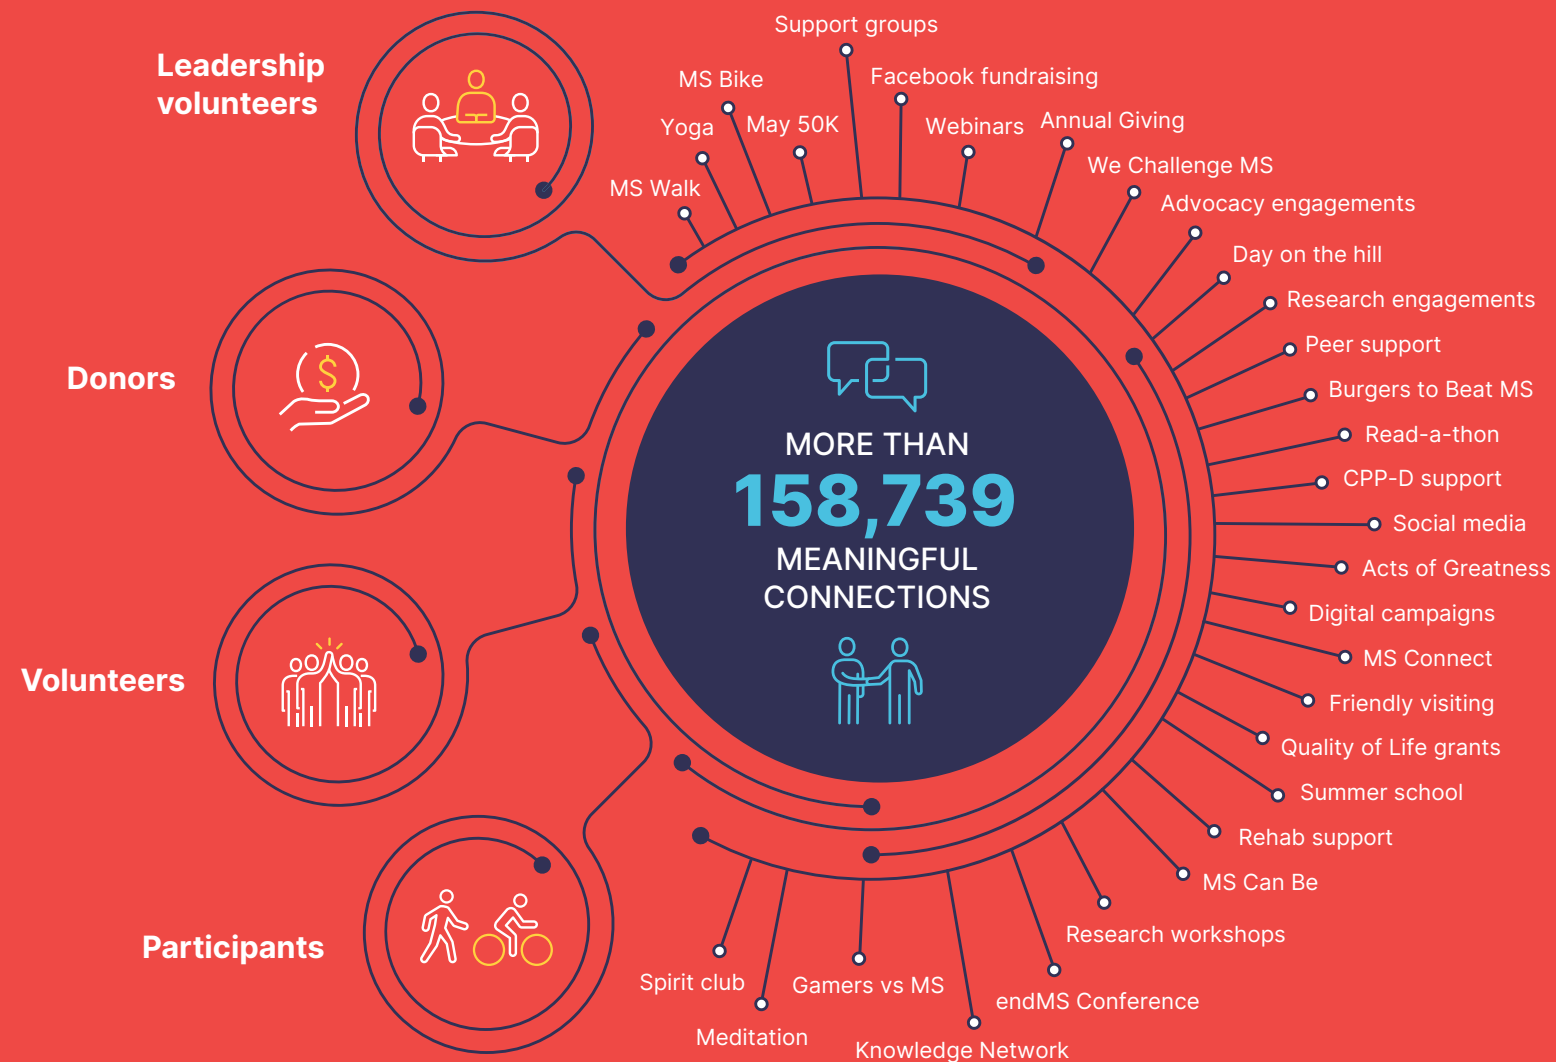 Leadership
volunteers
Donors
Volunteers
Participants
MORE THAN
158,739
MEANINGFUL
CONNECTIONS
MS Walk
Yoga
MS Bike
May 50K
Support groups
Facebook fundraising
Webinars
Annual Giving
We Challenge MS
Advocacy engagements
Day on the hill
Research engagements
Peer support
Burgers to Beat MS
Read-a-thon
CPP-D support
Social media
Acts of Greatness
Digital campaigns
MS Connect
Friendly visiting
Quality of Life grants
Summer school
Rehab support
MS Can Be
Research workshops
endMS Conference
Knowledge Network
Gamers vs MS
Meditation
Spirit club